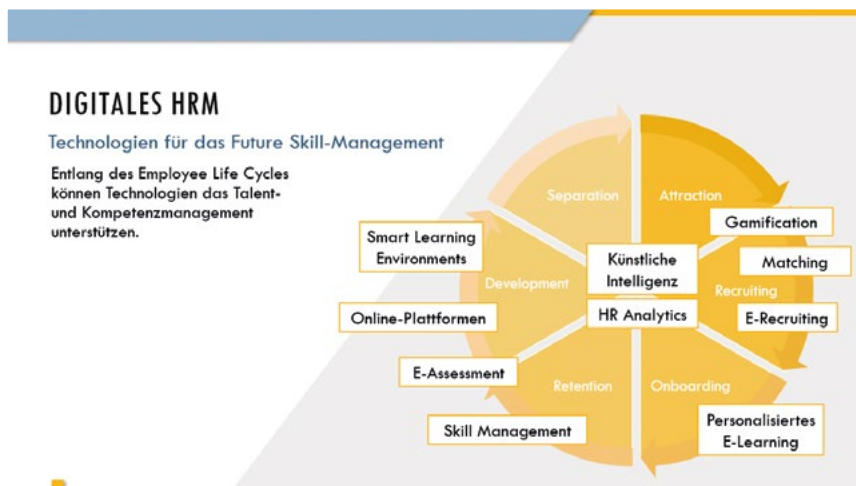 DIGITALES HRM
Technologien für das Future Skill-Management
Entlang des Employee Life Cycles
können Technologien das Talent-
und Kompetenzmanagement
unterstützen.
Separation
Attraction
Gamification
Smart Learning
Environments
Künstliche
Intelligenz
Matching
Development
Recruiting
Online-Plattformen
HR Analytics
E-Recruiting
E-Assessment
Retention
Onboarding
Skill Management
Personalisiertes
E-Learning